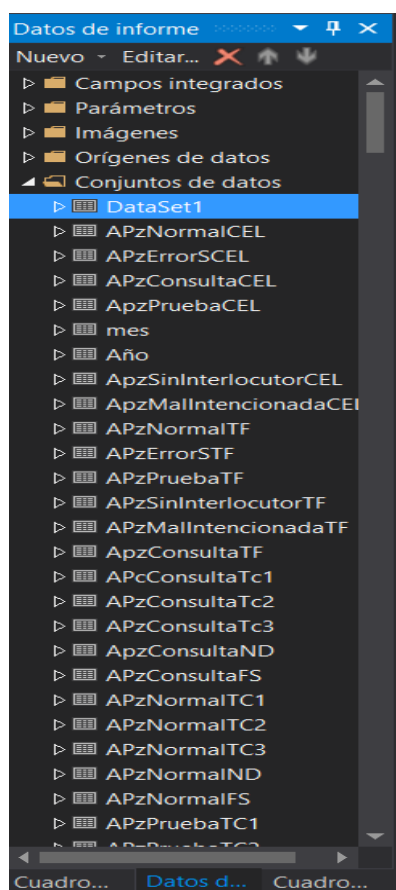 Datos de informe
Nuevo Editar...
Campos integrados
Parámetros
Imágenes
Orígenes de datos
Conjuntos de datos
DataSet1
APzNormalCEL
APzErrorSCEL
APzConsultaCEL
ApzPruebaCEL
mes
Año
ApzSinInterlocutorCEL
ApzMalIntencionadaCEL
APzNormalTF
APzErrorSTF
APzPruebaTF
APzSinInterlocutorTF
APzMalIntencionadaTF
ApzConsultaTF
APcConsultaTc1
APzConsultaTc2
APzConsultaTc3
ApzConsultaND
APzConsultaFS
APzNormalTC1
APzNormalTC2
APzNormalTC3
APzNormalND
APzNormalFS
APzPruebaTC1
Cuadro... Datos d... Cuadro...